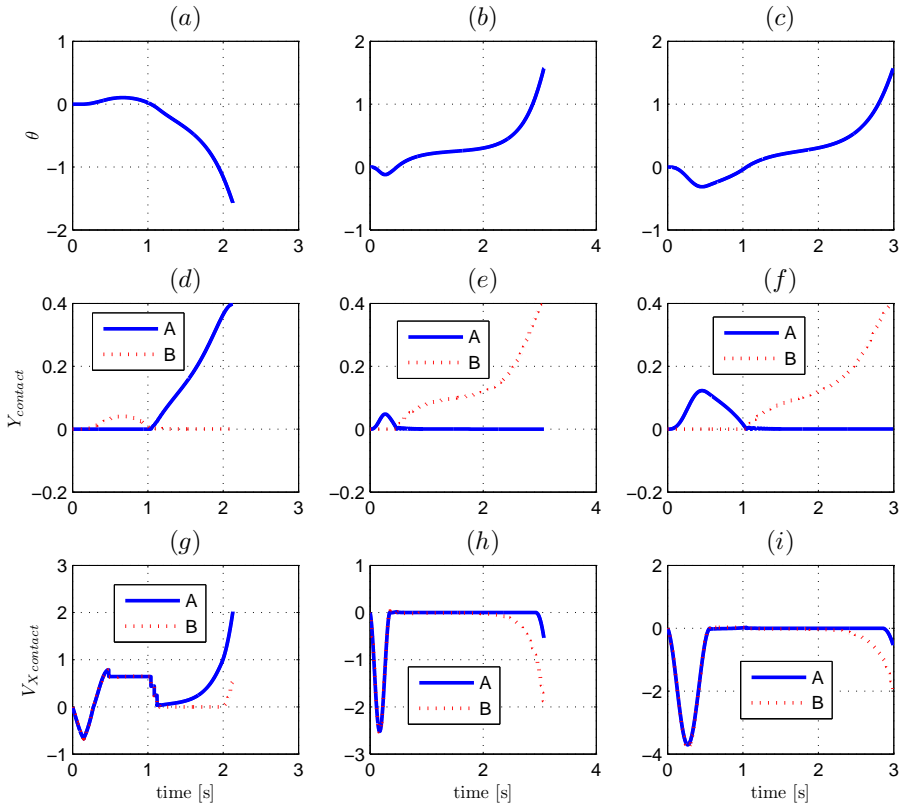 (a) (b) (c)
1 2 2
0 1 1
−1 0 0
−2 −1 −1
θ
0 1 2 3 0 2 4 0 1 2 3
(d) (e) (f)
0.4 0.4 0.4
0.2 0.2 0.2
0 0 0
−0.2 −0.2 −0.2
Y_contact
A A A
B B B
0 1 2 3 0 2 4 0 1 2 3
(g) (h) (i)
3 1 2
2 0 0
1 −1 −2
0 −2 −4
−1 −3
V_X contact
A A A
B B B
0 1 2 3 0 2 4 0 1 2 3
time [s] time [s] time [s]